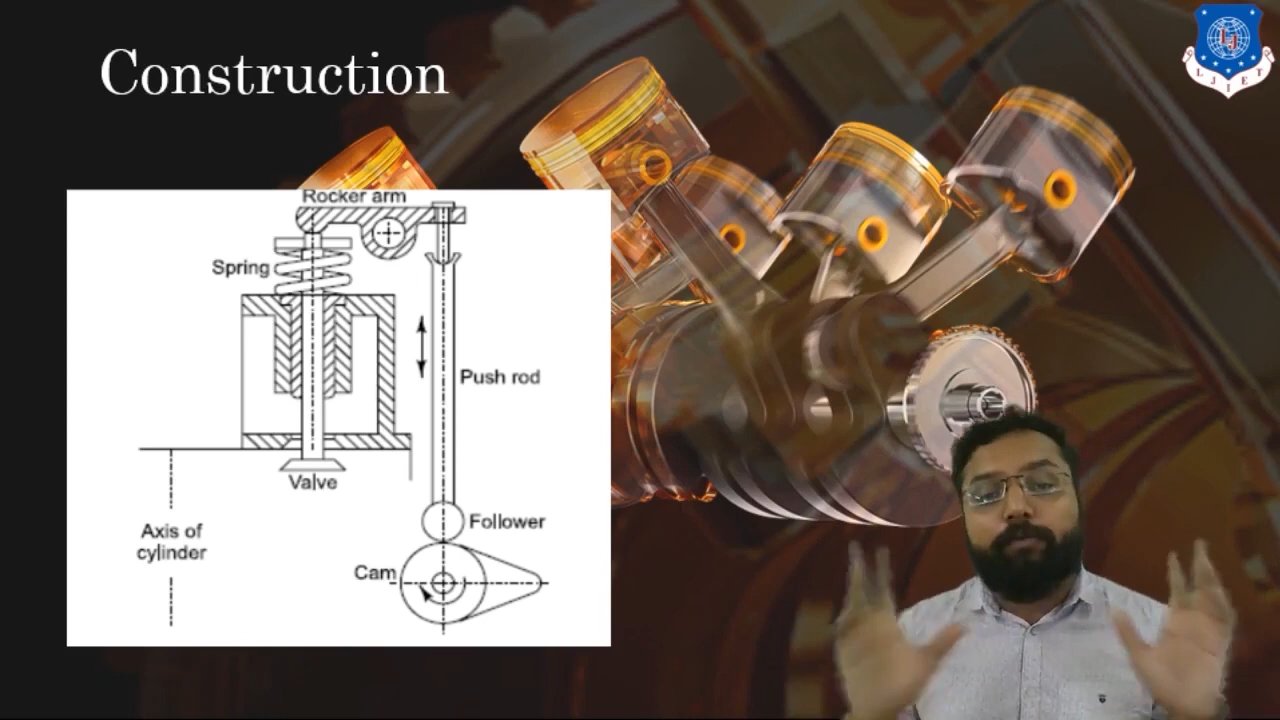 Construction
L J I E T
Rocker arm
Spring
Push rod
Valve
Axis of
cylinder
Follower
Cam